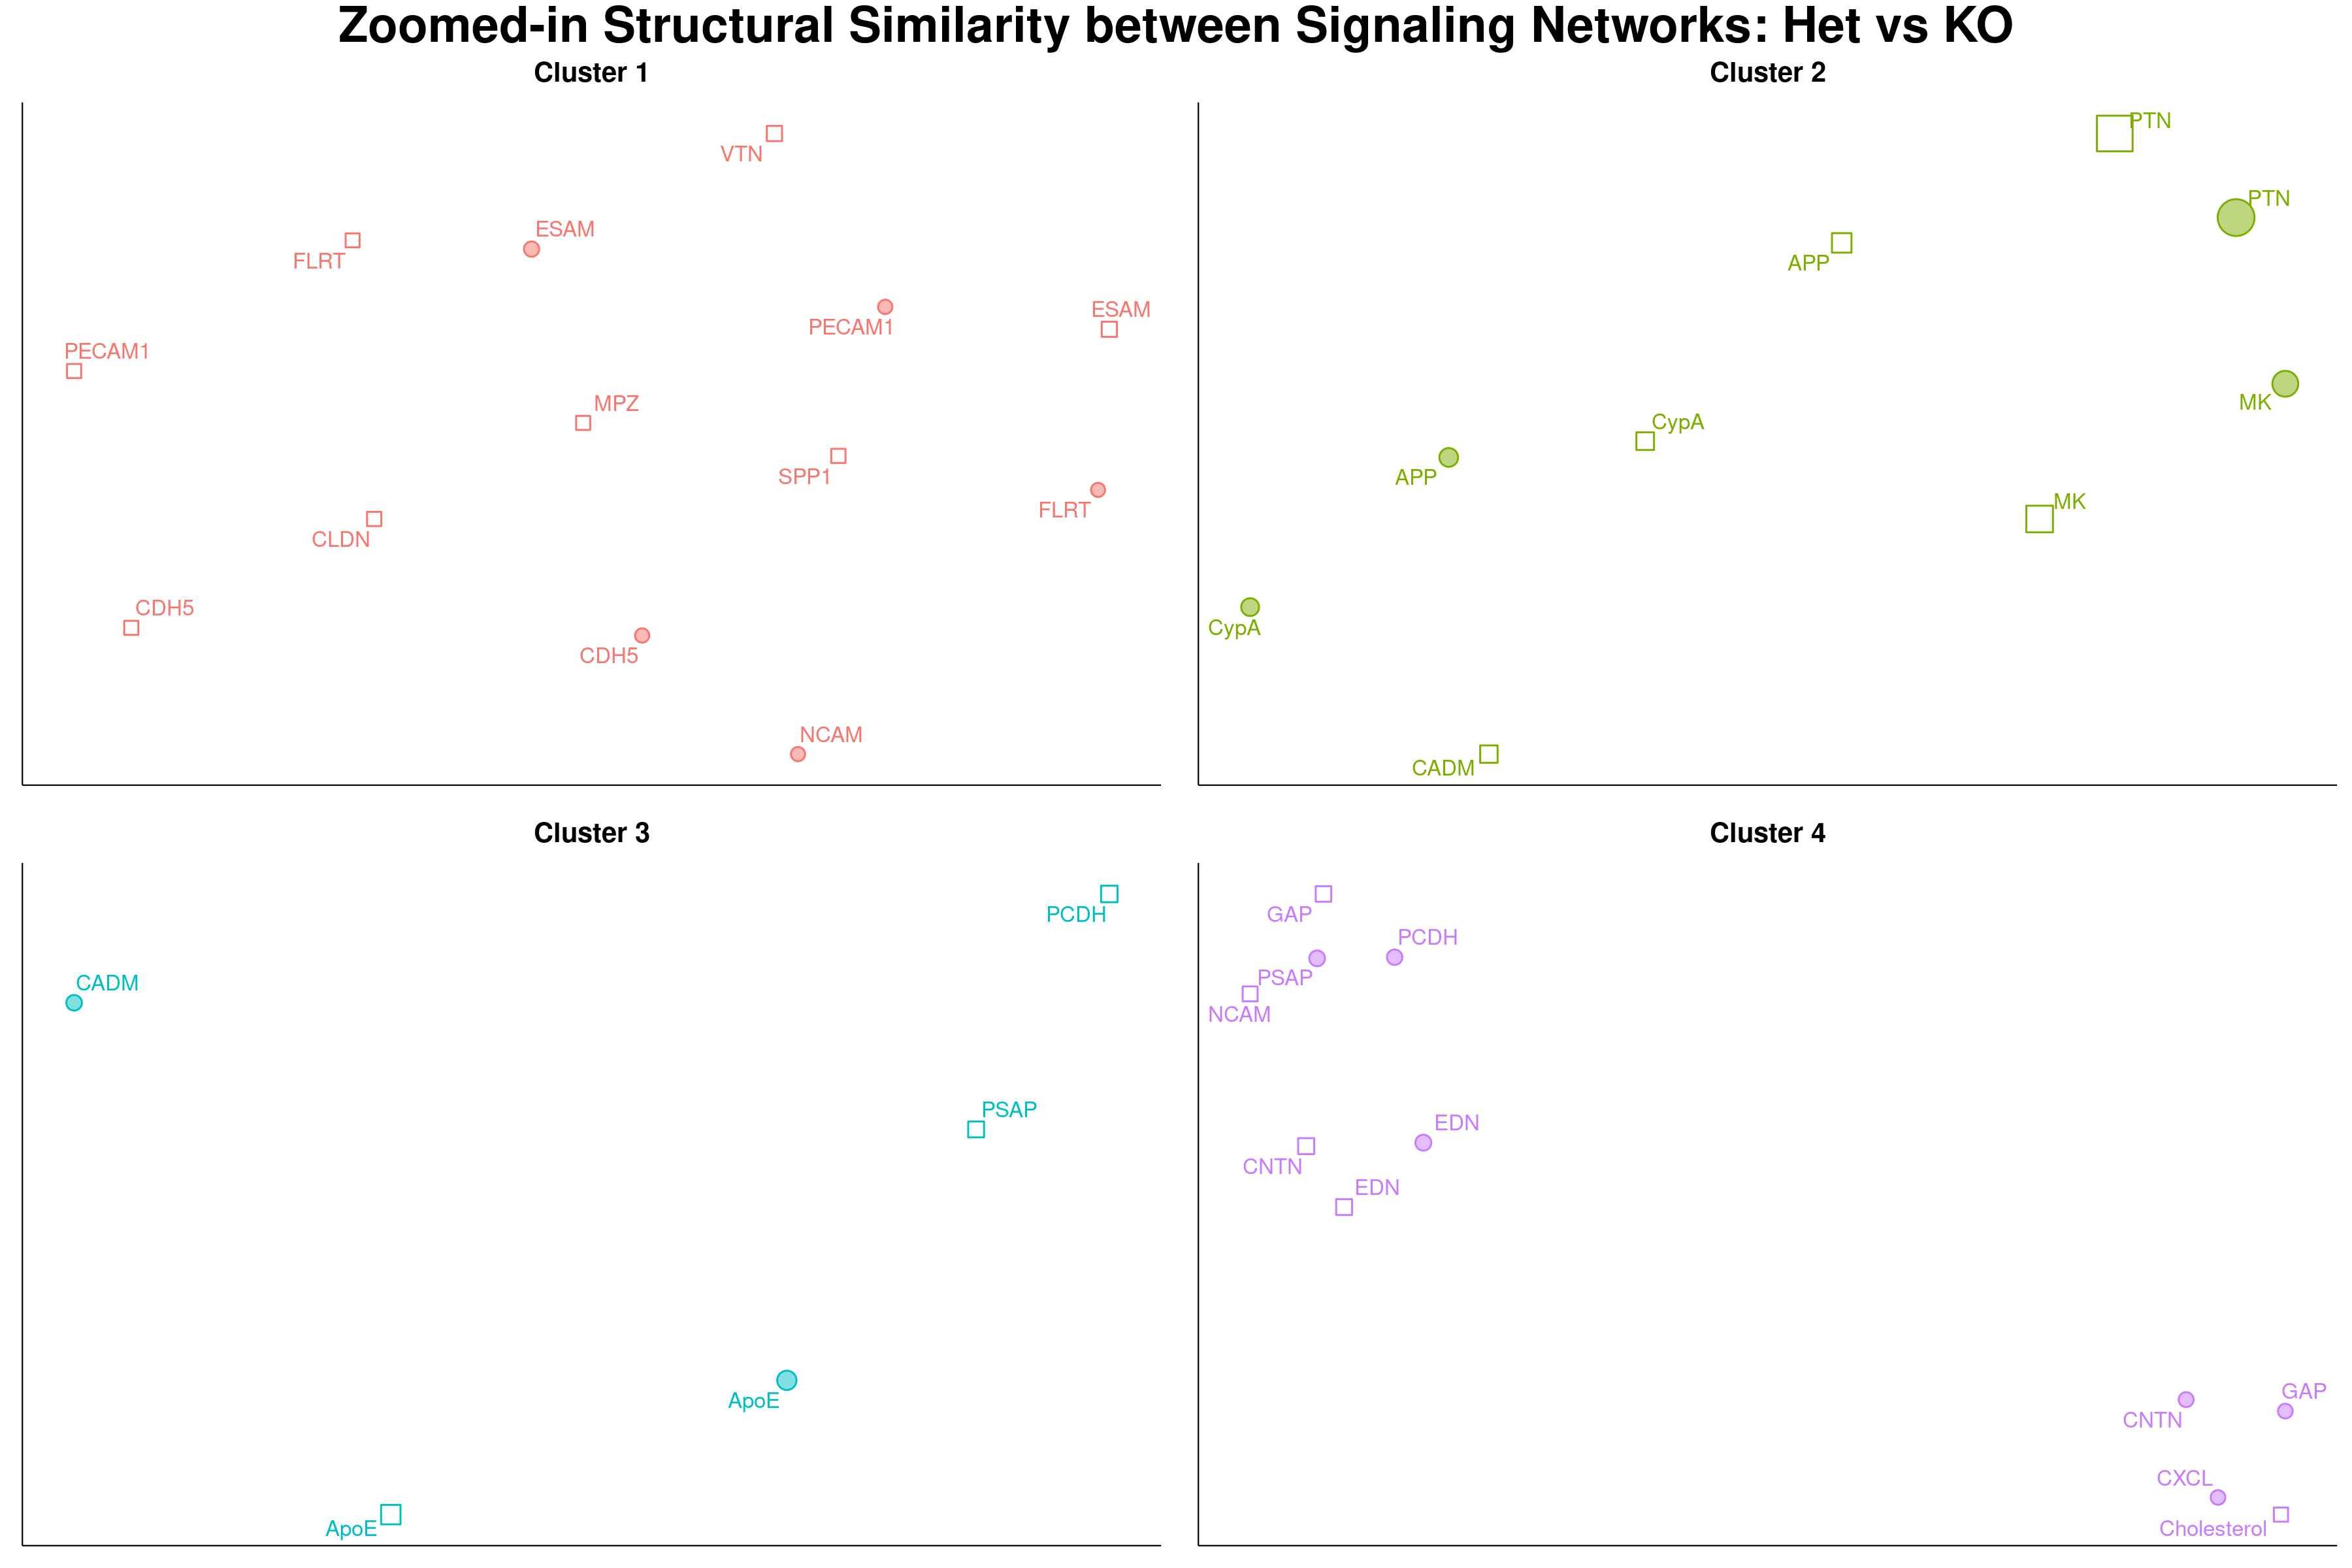 Zoomed-in Structural Similarity between Signaling Networks: Het vs KO
Cluster 1
VTN
ESAM
FLRT
PECAM1
ESAM
PECAM1
MPZ
SPP1
FLRT
CLDN
CDH5
CDH5
NCAM
Cluster 2
PTN
PTN
APP
MK
CypA
APP
MK
CypA
CADM
Cluster 3
PCDH
CADM
PSAP
ApoE
ApoE
Cluster 4
GAP
PCDH
PSAP
NCAM
EDN
CNTN
EDN
GAP
CNTN
CXCL
Cholesterol